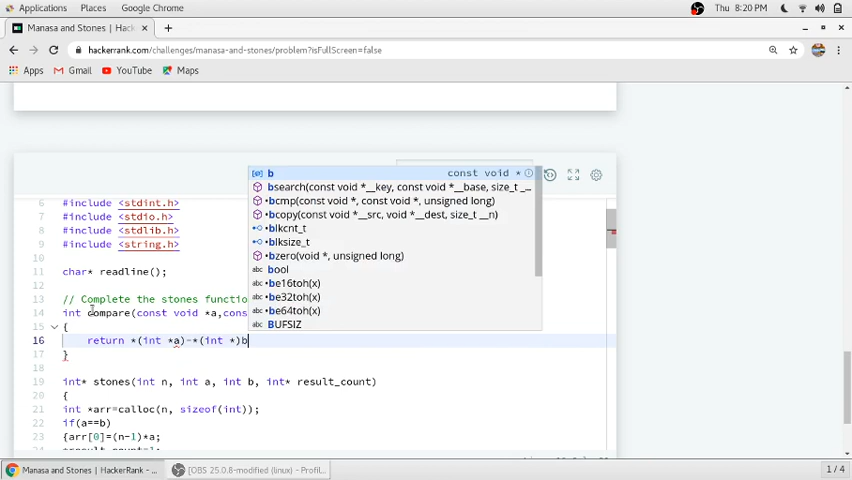 Applications Places Google Chrome Thu 8:20 PM
Manasa and Stones | HackerRank
hackerrank.com/challenges/manasa-and-stones/problem?isFullScreen=false
Apps Gmail YouTube Maps
b const void *
bsearch(const void *__key, const void *__base, size_t _…
•bcmp(const void *, const void *, unsigned long)
•bcopy(const void *__src, void *__dest, size_t __n)
•blkcnt_t
•blksize_t
•bzero(void *, unsigned long)
abc bool
abc •be16toh(x)
abc •be32toh(x)
abc •be64toh(x)
abc BUFSIZ
6 #include <stdint.h>
7 #include <stdio.h>
8 #include <stdlib.h>
9 #include <string.h>
10
11 char* readline();
12
13 // Complete the stones functio
14 int compare(const void *a,cons
15 {
16 return *(int *a)-*(int *)b
17 }
18
19 int* stones(int n, int a, int b, int* result_count)
20 {
21 int *arr=calloc(n, sizeof(int));
22 if(a==b)
23 {arr[0]=(n-1)*a;
Manasa and Stones | HackerRank - … [OBS 25.0.8-modified (linux) - Profil… 1 / 4